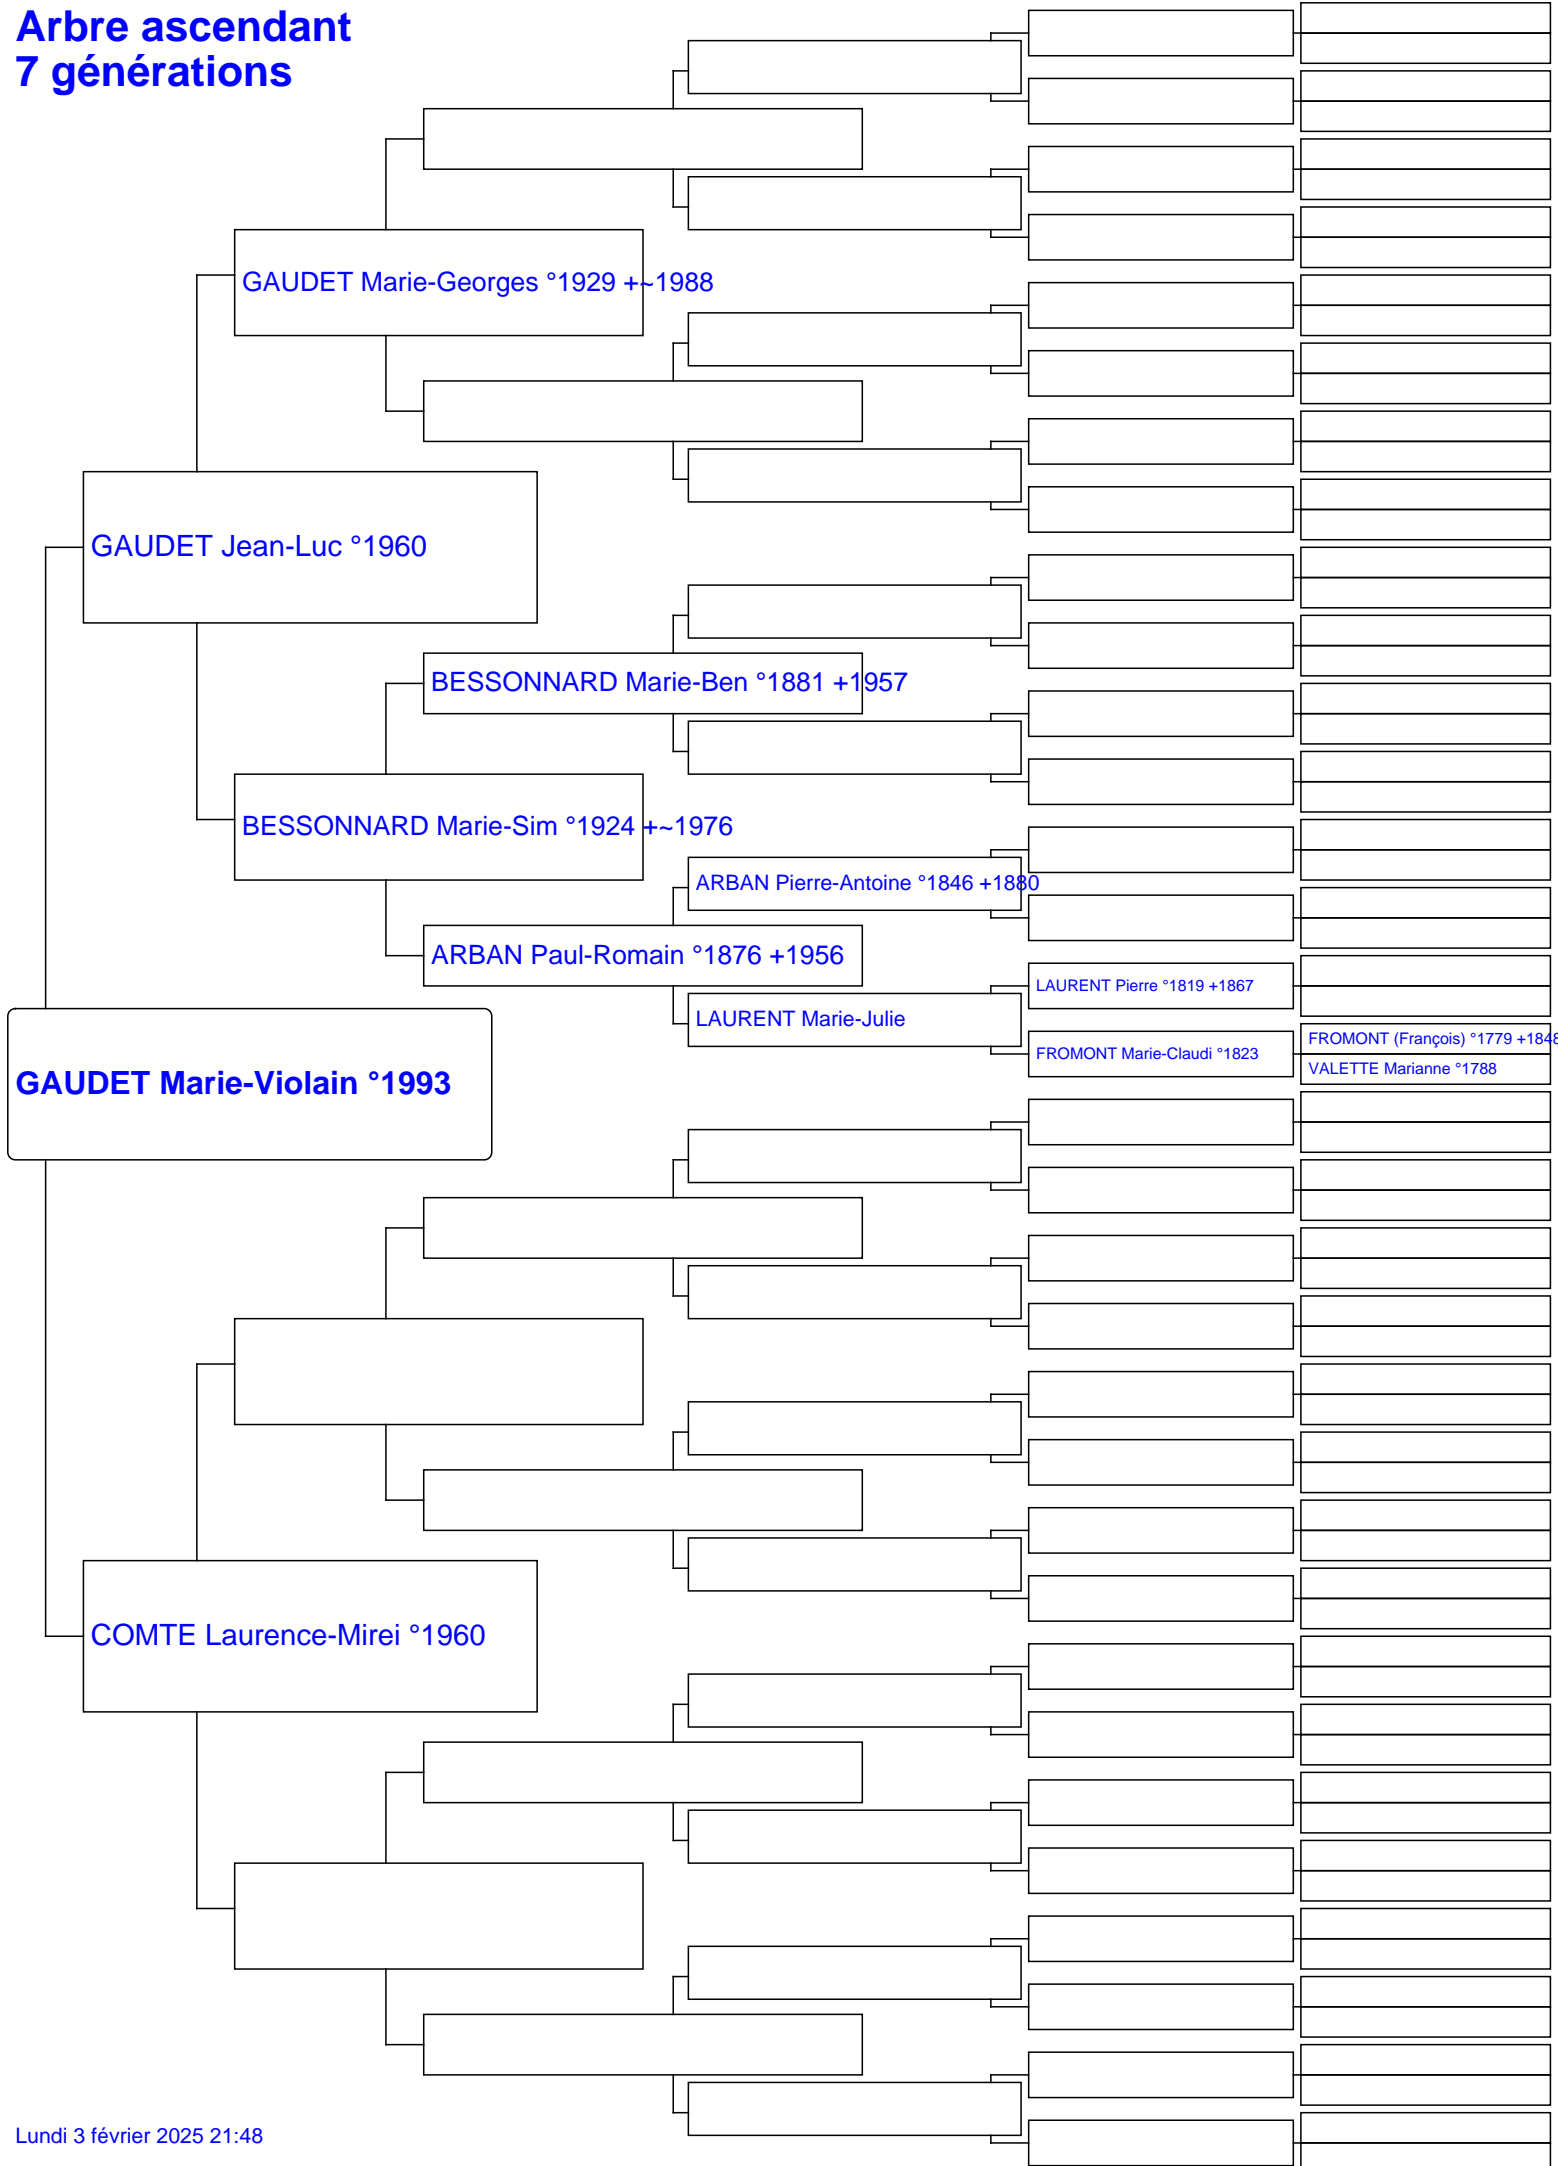 Arbre ascendant
7 générations
GAUDET Marie-Georges °1929 +~1988
GAUDET Jean-Luc °1960
BESSONNARD Marie-Ben °1881 +1957
BESSONNARD Marie-Sim °1924 +~1976
ARBAN Pierre-Antoine °1846 +1880
ARBAN Paul-Romain °1876 +1956
LAURENT Pierre °1819 +1867
LAURENT Marie-Julie
FROMONT (François) °1779 +1848
FROMONT Marie-Claudi °1823
VALETTE Marianne °1788
GAUDET Marie-Violain °1993
COMTE Laurence-Mirei °1960
Lundi 3 février 2025 21:48